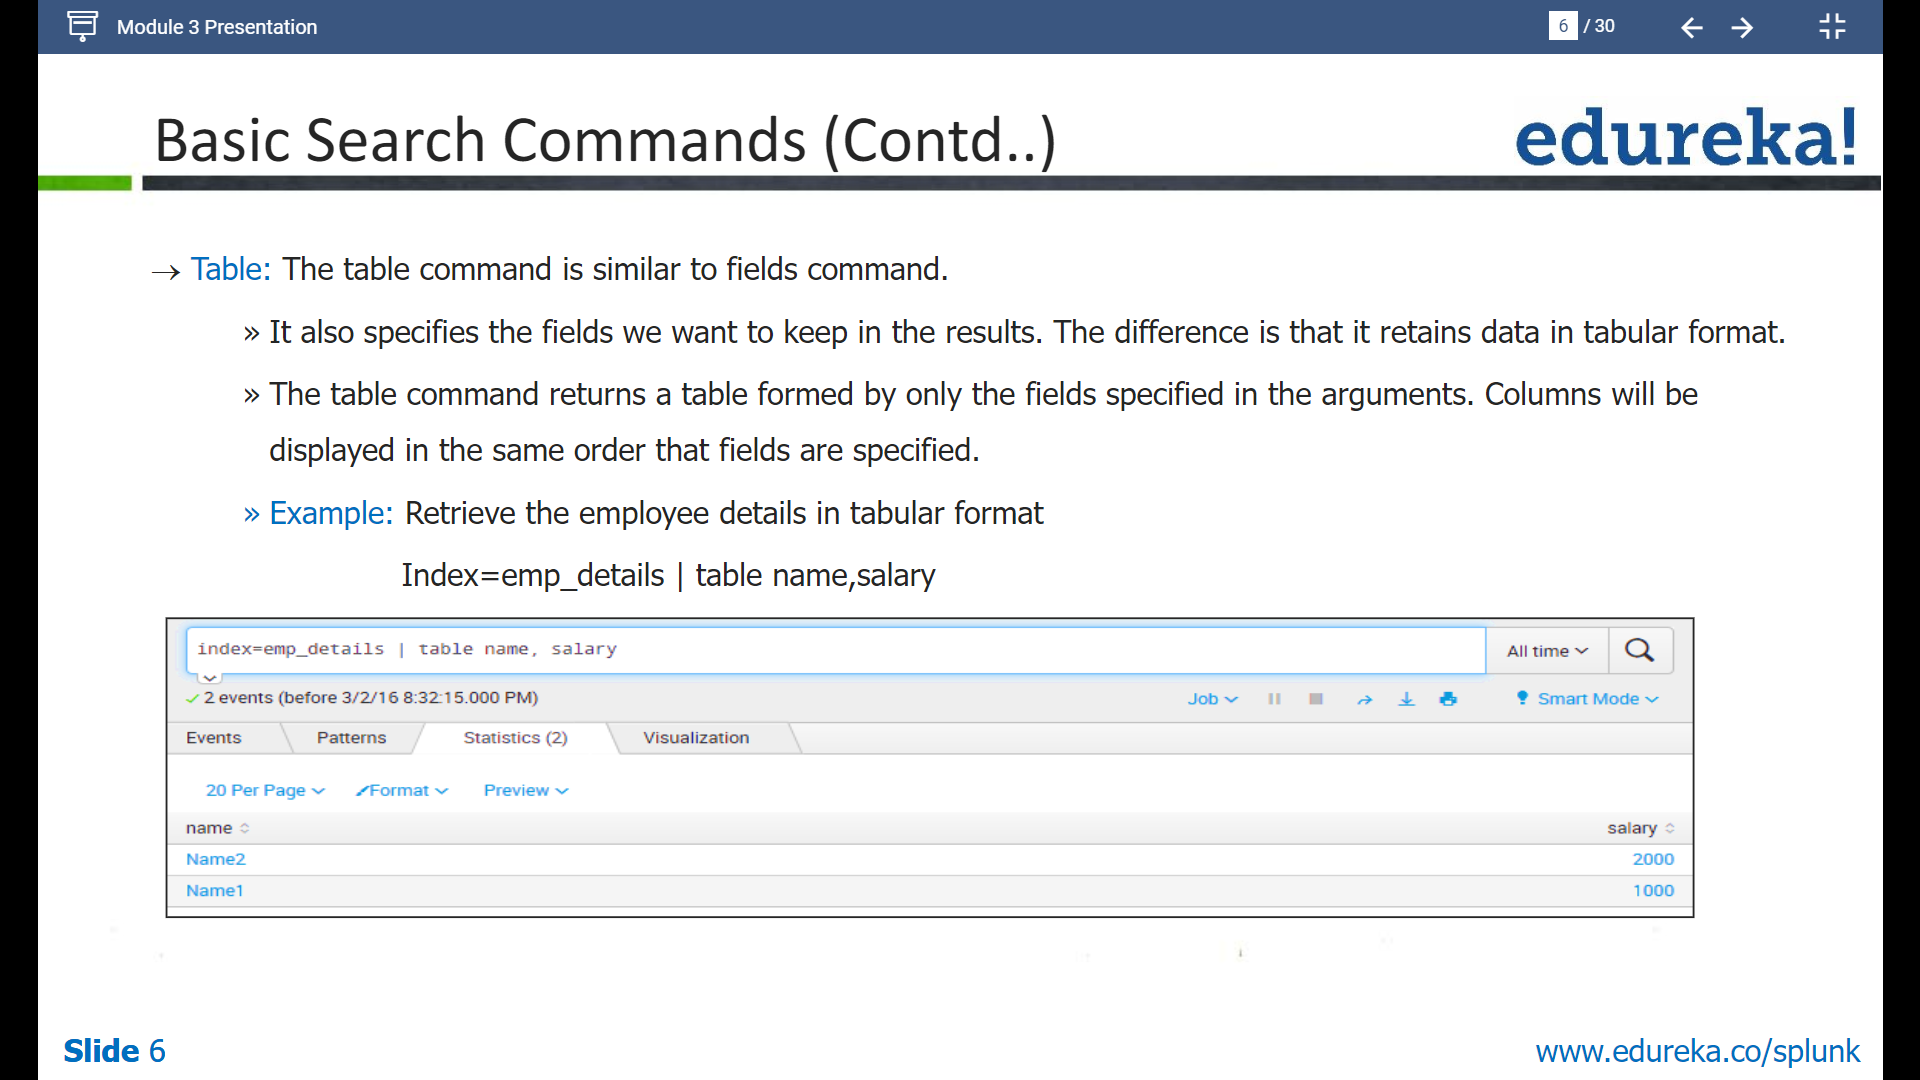 Module 3 Presentation
6 / 30
Basic Search Commands (Contd..)
edureka!
→ Table: The table command is similar to fields command.
» It also specifies the fields we want to keep in the results. The difference is that it retains data in tabular format.
» The table command returns a table formed by only the fields specified in the arguments. Columns will be
displayed in the same order that fields are specified.
» Example: Retrieve the employee details in tabular format
Index=emp_details | table name,salary
index=emp_details | table name, salary
All time
2 events (before 3/2/16 8:32:15.000 PM)
Job
Smart Mode
Events Patterns Statistics (2) Visualization
20 Per Page Format Preview
name salary
Name2 2000
Name1 1000
Slide 6
www.edureka.co/splunk